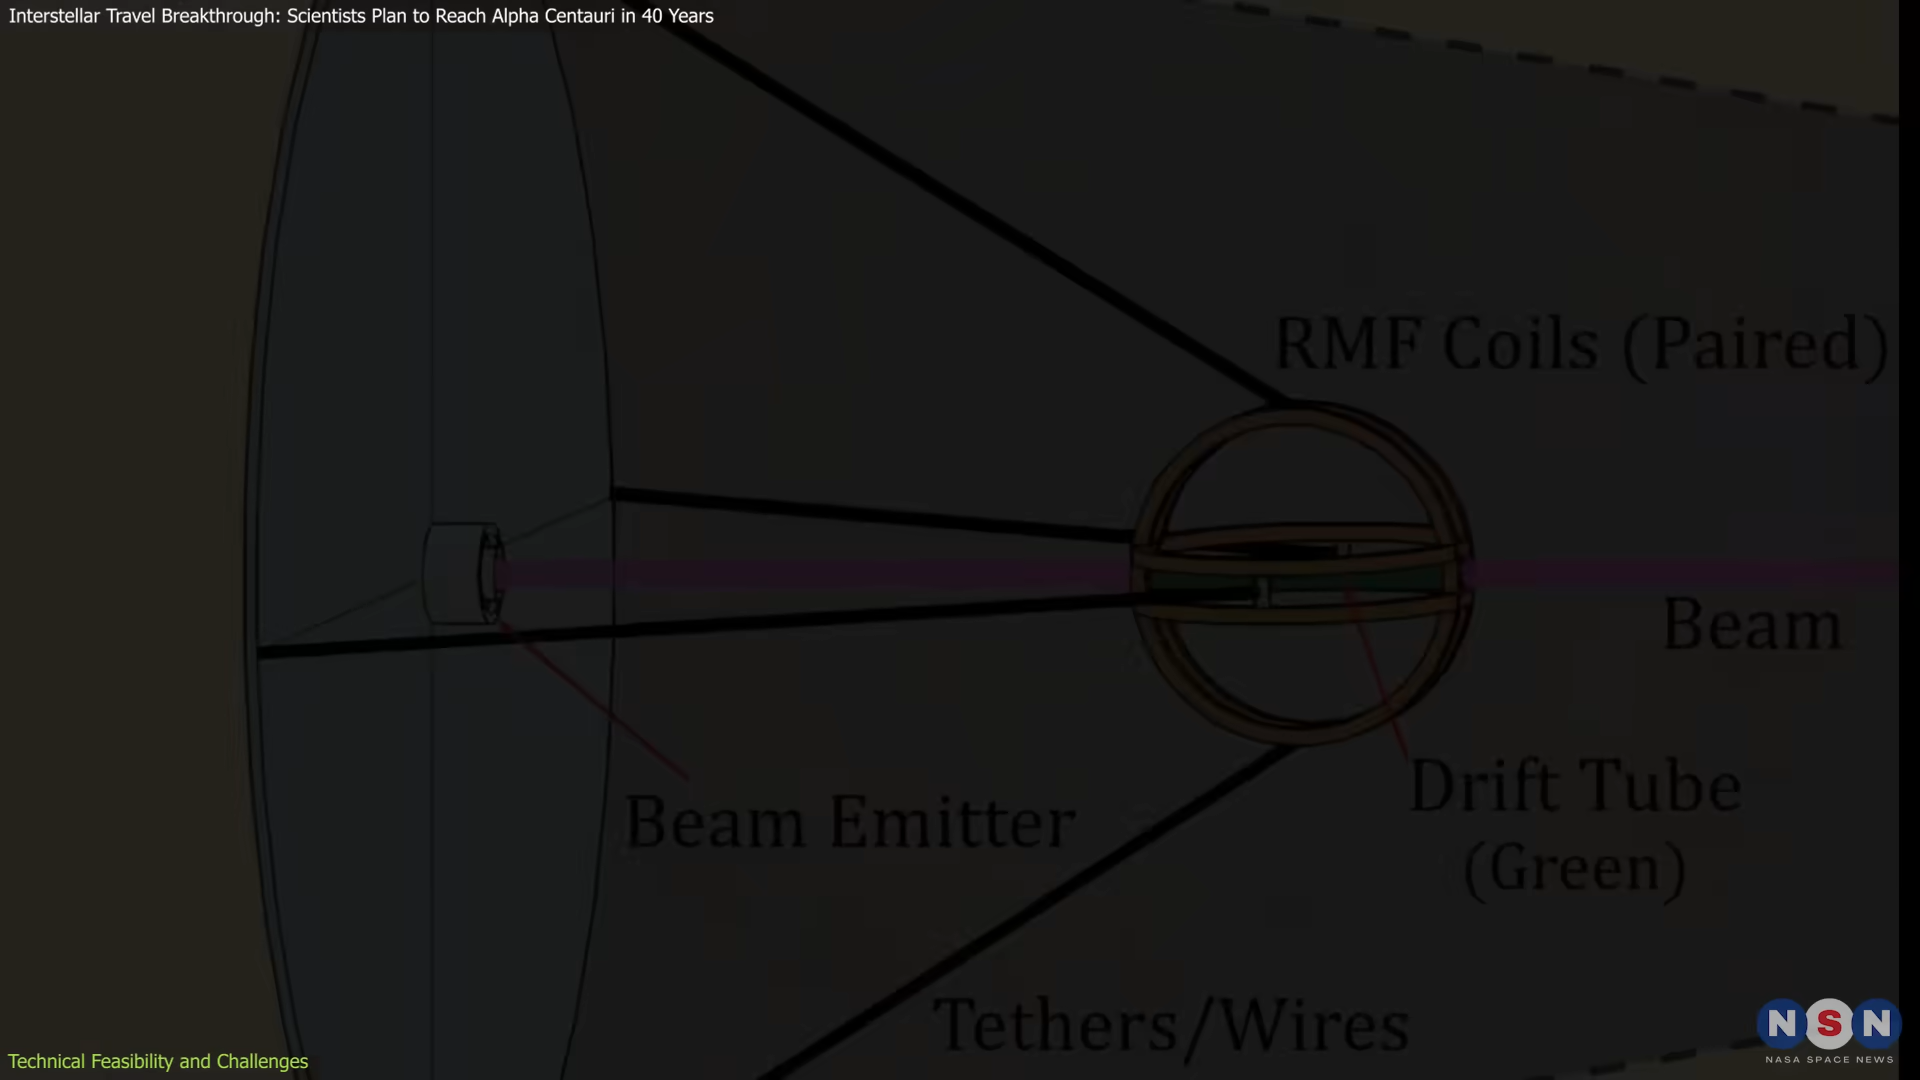 Interstellar Travel Breakthrough: Scientists Plan to Reach Alpha Centauri in 40 Years
RMF Coils (Paired)
Beam
Drift Tube
(Green)
Beam Emitter
Tethers/Wires
NSN
NASA SPACE NEWS
Technical Feasibility and Challenges